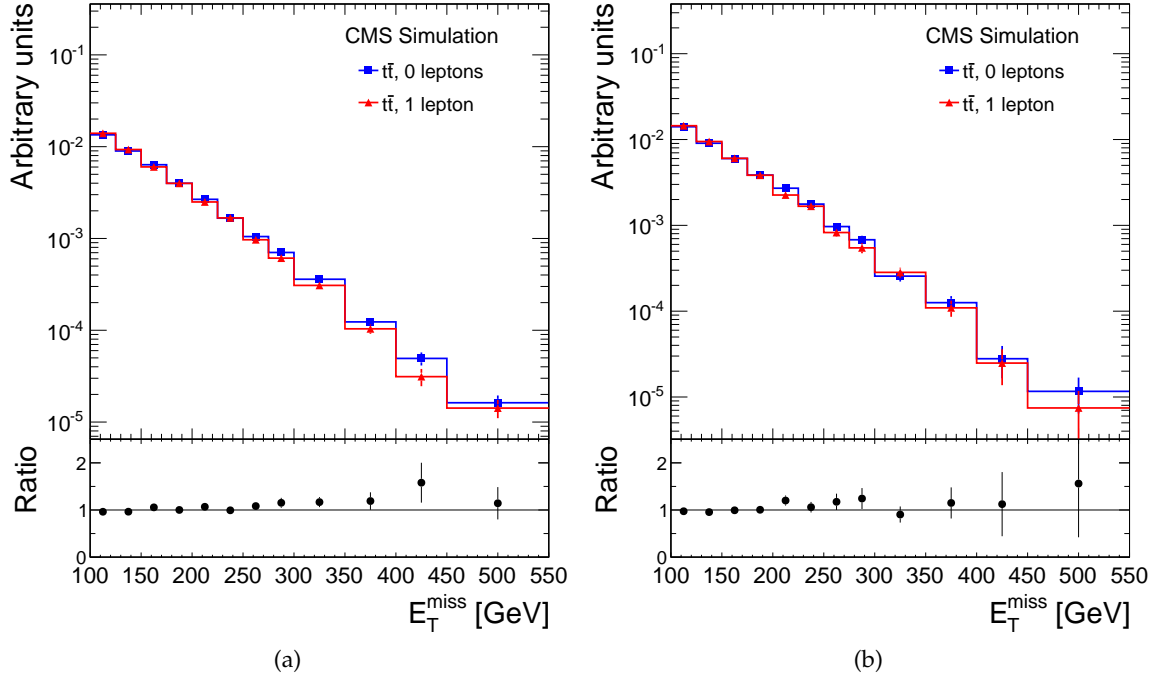 CMS Simulation
tt̄, 0 leptons
tt̄, 1 lepton
Arbitrary units
10⁻¹
10⁻²
10⁻³
10⁻⁴
10⁻⁵
Ratio
2
1
0
100 150 200 250 300 350 400 450 500 550
E_T^miss [GeV]
(a)
CMS Simulation
tt̄, 0 leptons
tt̄, 1 lepton
Arbitrary units
10⁻¹
10⁻²
10⁻³
10⁻⁴
10⁻⁵
Ratio
2
1
0
100 150 200 250 300 350 400 450 500 550
E_T^miss [GeV]
(b)